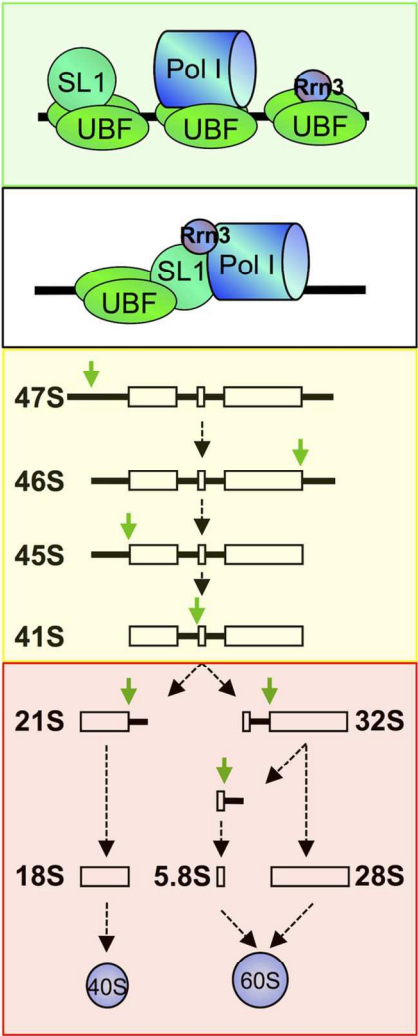 SL1 Pol I Rrn3
UBF UBF UBF
Rrn3
SL1 Pol I
UBF
47S
46S
45S
41S
21S 32S
18S 5.8S 28S
40S 60S